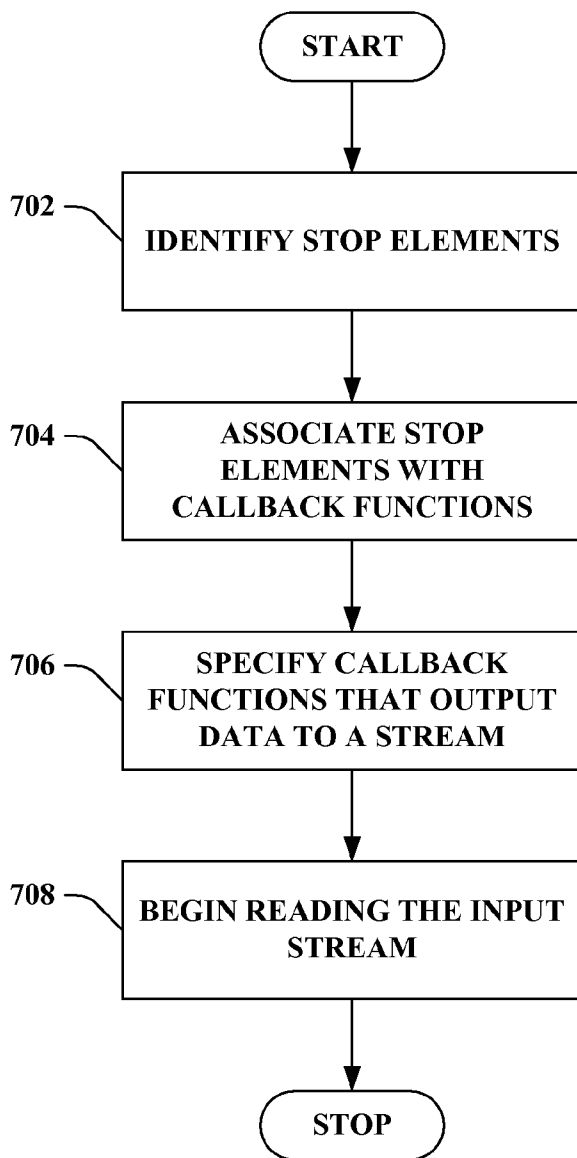 START
702
IDENTIFY STOP ELEMENTS
704
ASSOCIATE STOP
ELEMENTS WITH
CALLBACK FUNCTIONS
706
SPECIFY CALLBACK
FUNCTIONS THAT OUTPUT
DATA TO A STREAM
708
BEGIN READING THE INPUT
STREAM
STOP